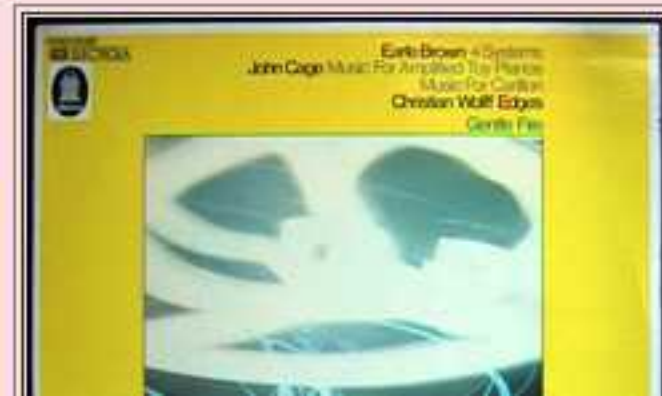 ELECTROLA
Earle Brown 4 Systems
John Cage Music For Amplified Toy Pianos
Music For Carillon
Christian Wolff Edges
Gentle Fire